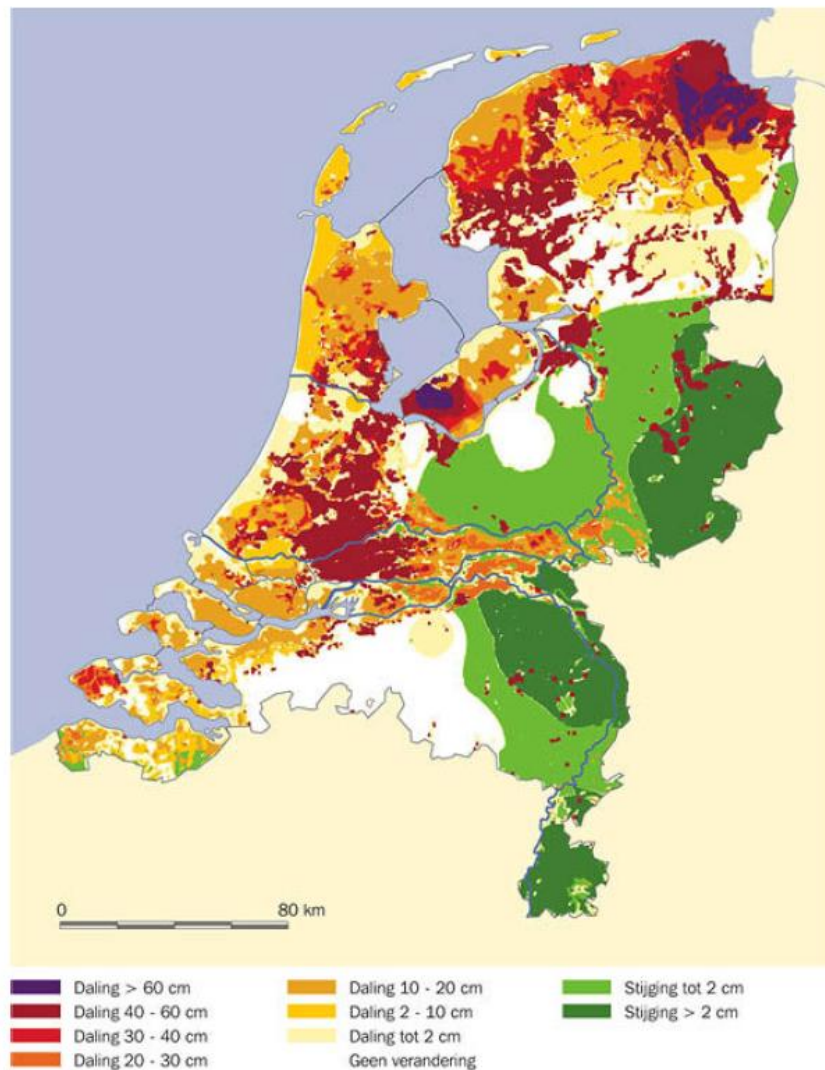 0 80 km
Daling > 60 cm
Daling 40 - 60 cm
Daling 30 - 40 cm
Daling 20 - 30 cm
Daling 10 - 20 cm
Daling 2 - 10 cm
Daling tot 2 cm
Geen verandering
Stijging tot 2 cm
Stijging > 2 cm